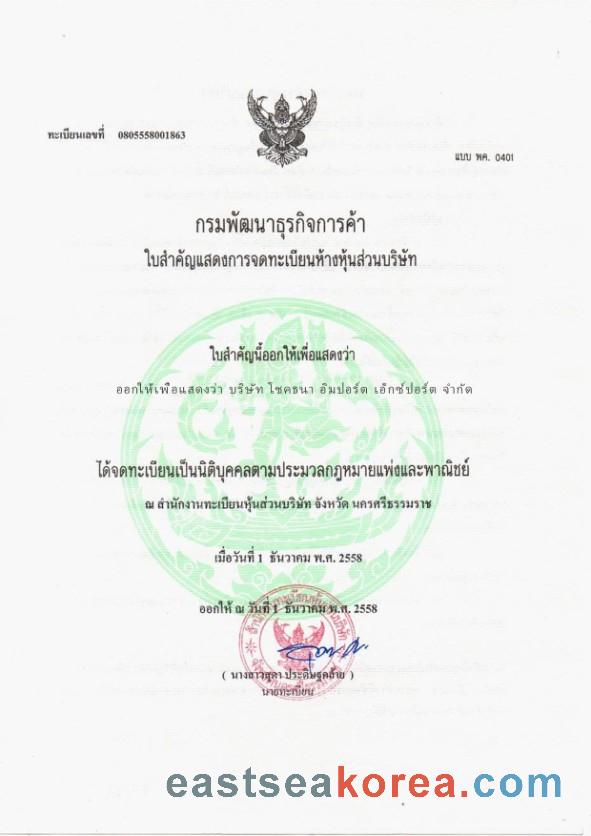 ทะเบียนเลขที่ 0805558001863
แบบ พค. 0401
กรมพัฒนาธุรกิจการค้า
ใบสำคัญแสดงการจดทะเบียนห้างหุ้นส่วนบริษัท
ใบสำคัญนี้ออกให้เพื่อแสดงว่า
ออกให้เพื่อแสดงว่า บริษัท โชคธนา อิมปอร์ต เอ็กซ์ปอร์ต จำกัด
ได้จดทะเบียนเป็นนิติบุคคลตามประมวลกฎหมายแพ่งและพาณิชย์
ณ สำนักงานทะเบียนหุ้นส่วนบริษัท จังหวัด นครศรีธรรมราช
เมื่อวันที่ 1 ธันวาคม พ.ศ. 2558
ออกให้ ณ วันที่ 1 ธันวาคม พ.ศ. 2558
( นางสาวสุดา ประดิษฐคล้าย )
นายทะเบียน
eastseakorea.com